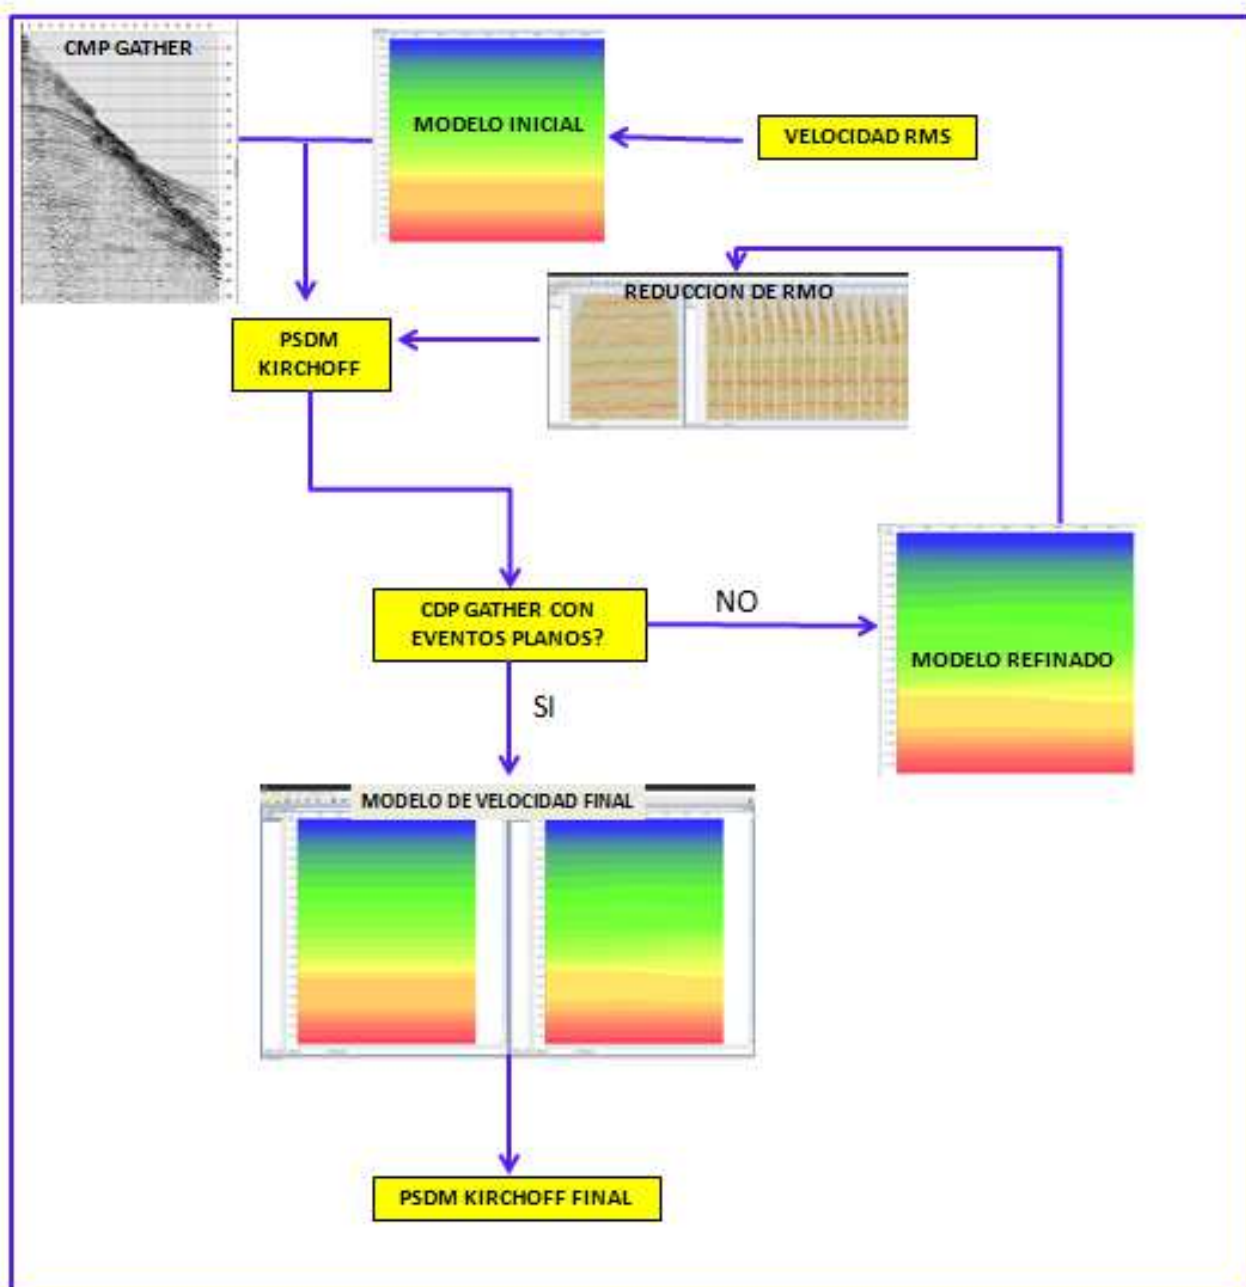 CMP GATHER
MODELO INICIAL
VELOCIDAD RMS
REDUCCION DE RMO
PSDM
KIRCHOFF
CDP GATHER CON
EVENTOS PLANOS?
NO
MODELO REFINADO
SI
MODELO DE VELOCIDAD FINAL
PSDM KIRCHOFF FINAL